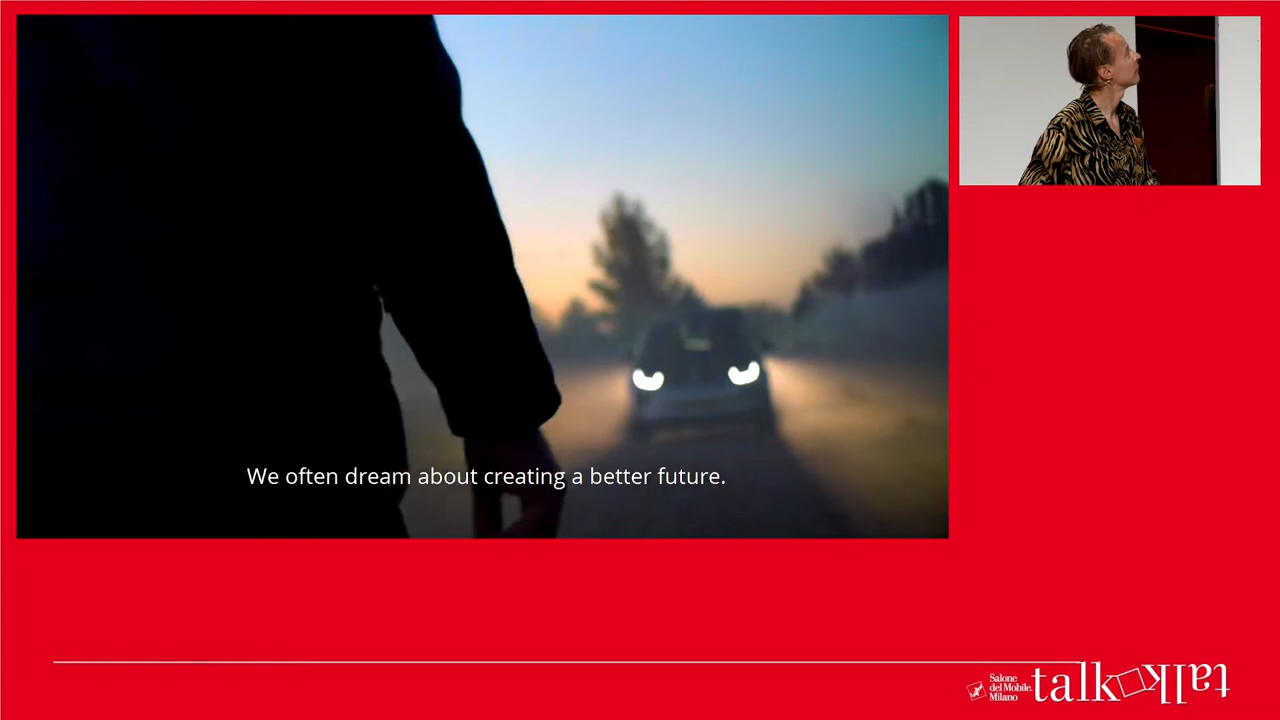 We often dream about creating a better future.
Salone
del Mobile.
Milano
talk talk